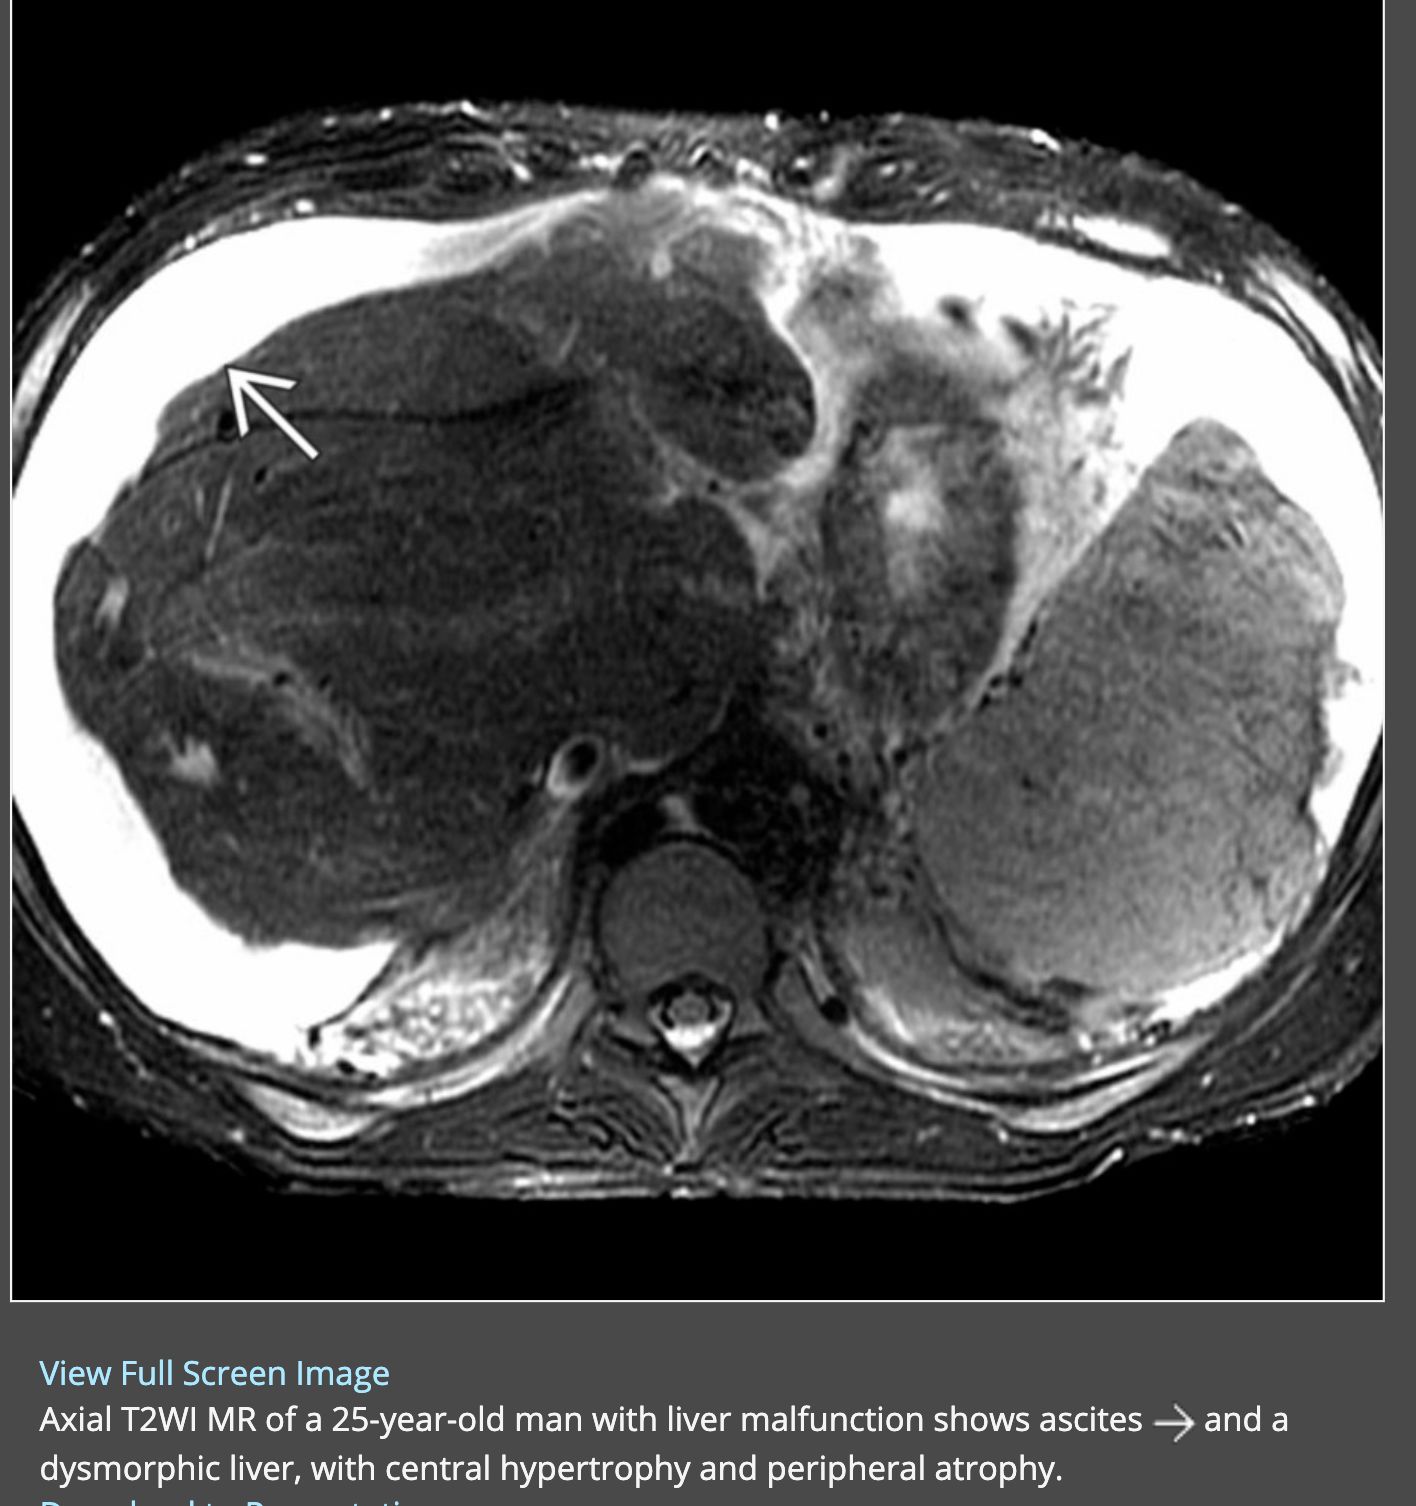 View Full Screen Image
Axial T2WI MR of a 25-year-old man with liver malfunction shows ascites → and a
dysmorphic liver, with central hypertrophy and peripheral atrophy.